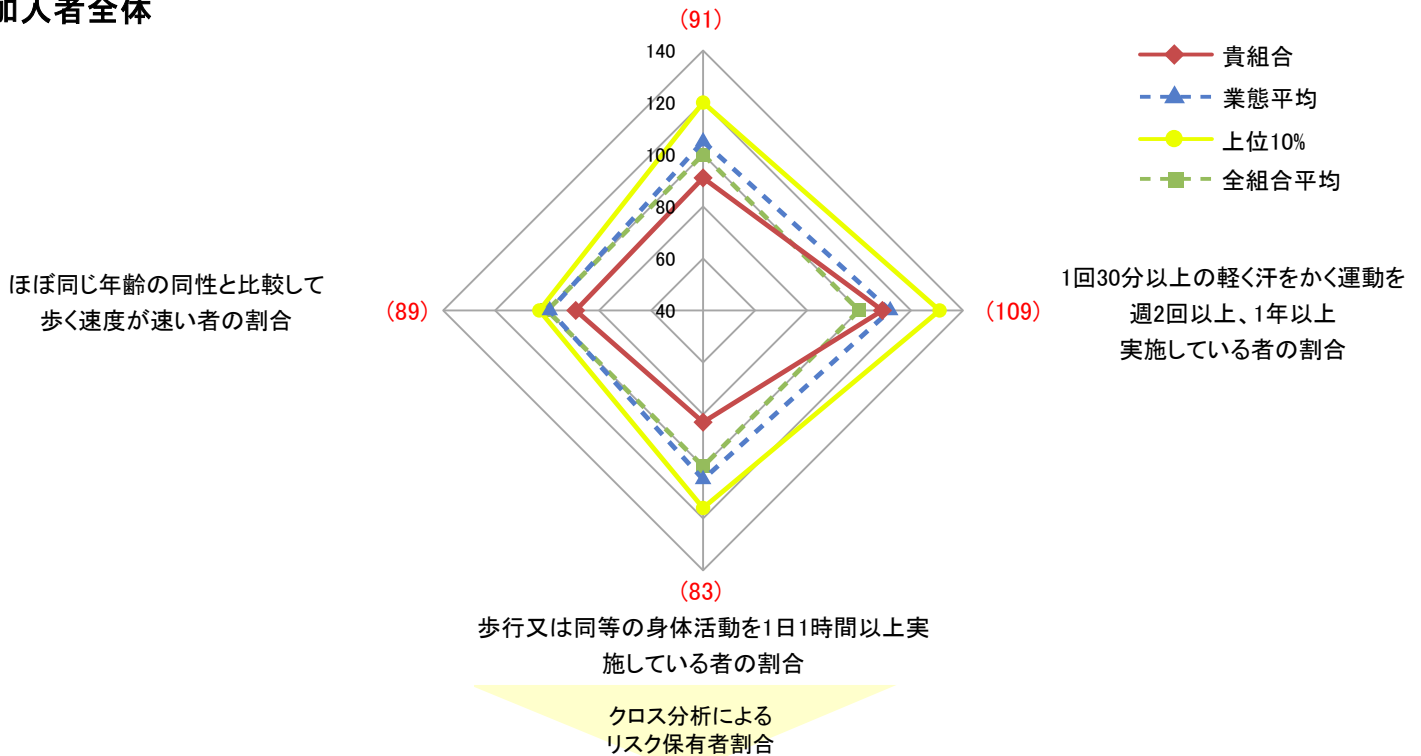 加入者全体
(91)
140
120
100
80
60
40
貴組合
業態平均
上位10%
全組合平均
ほぼ同じ年齢の同性と比較して
歩く速度が速い者の割合
(89)
(109)
1回30分以上の軽く汗をかく運動を
週2回以上、1年以上
実施している者の割合
(83)
歩行又は同等の身体活動を1日1時間以上実
施している者の割合
クロス分析による
リスク保有者割合